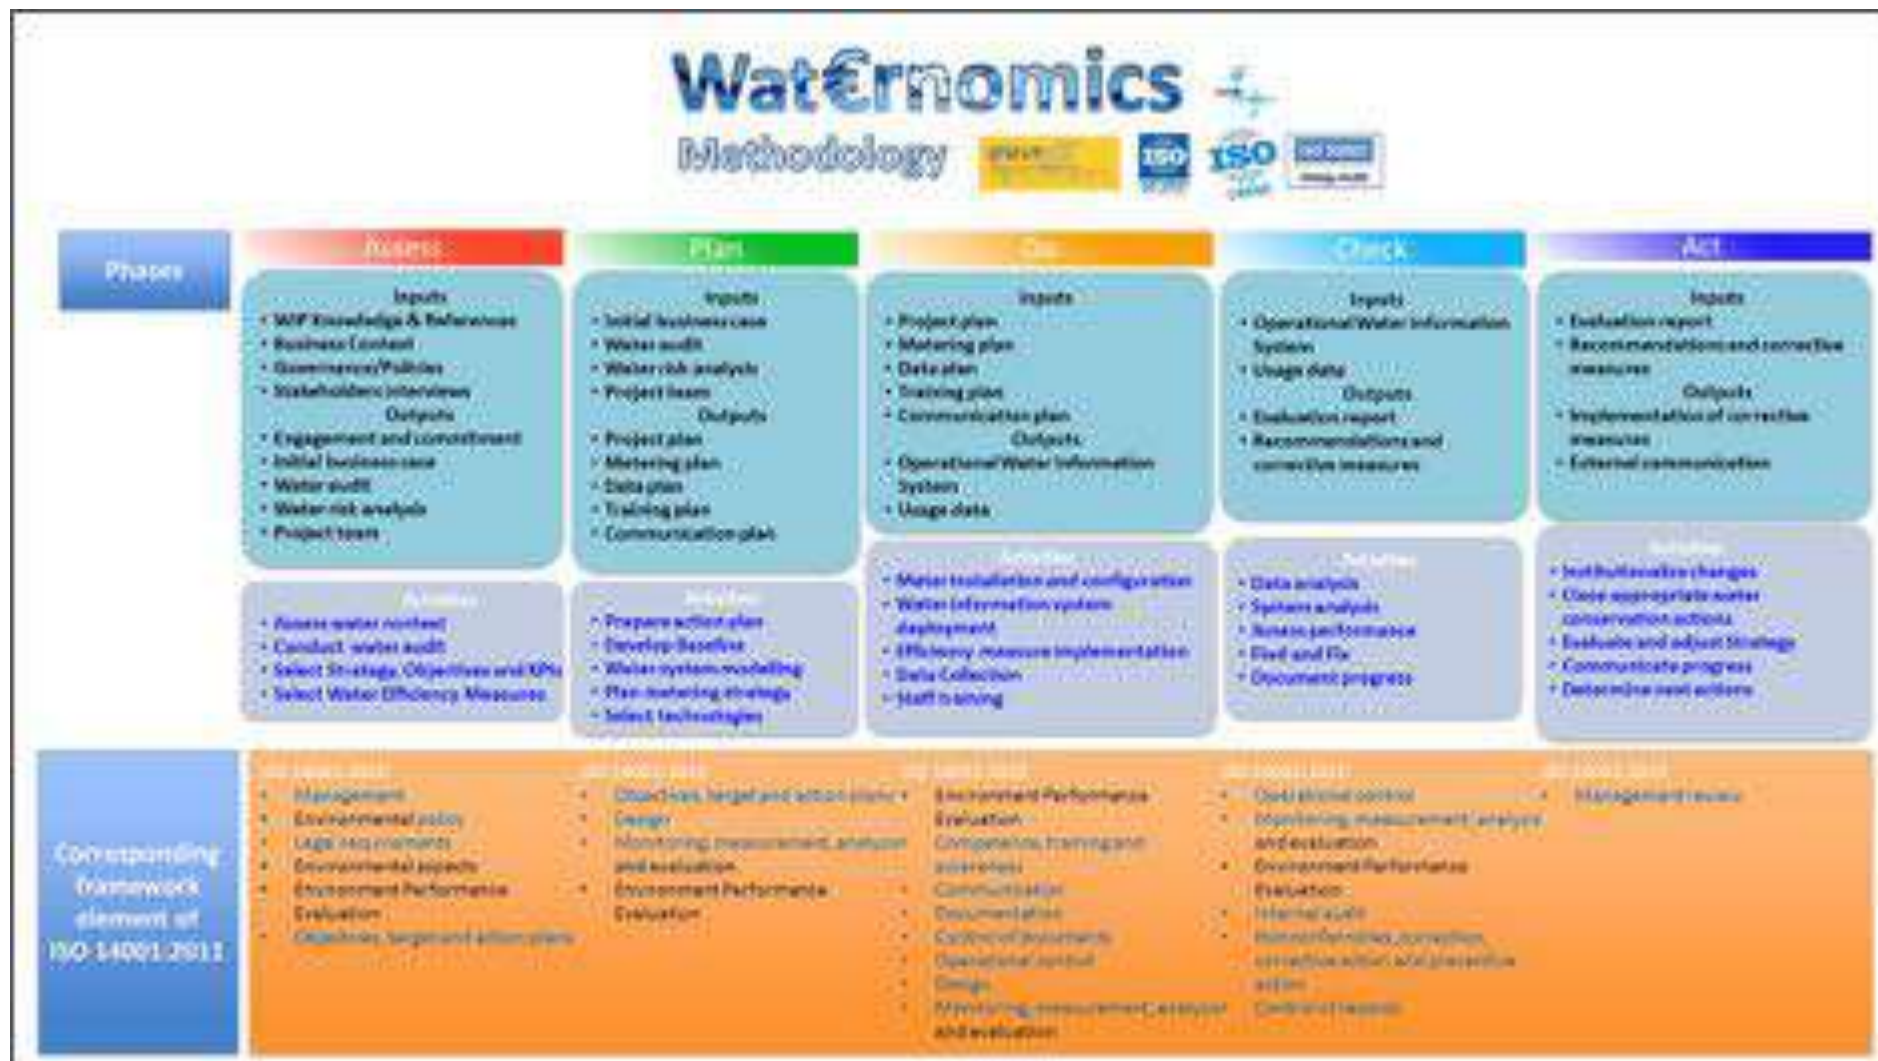 Wat€rnomics
Methodology
ISO
ISO
Phases
Assess
Inputs
• WIP Knowledge & References
• Business Context
• Governance/Policies
• Stakeholders interviews
Outputs
• Engagement and commitment
• Initial business case
• Water audit
• Water risk analysis
• Project team
Activities
• Assess water context
• Conduct water audit
• Select Strategy, Objectives and KPIs
• Select Water Efficiency Measures
Plan
Inputs
• Initial business case
• Water audit
• Water risk analysis
• Project team
Outputs
• Project plan
• Metering plan
• Data plan
• Training plan
• Communication plan
Activities
• Prepare action plan
• Develop Baseline
• Water system modelling
• Plan metering strategy
• Select technologies
Do
Inputs
• Project plan
• Metering plan
• Data plan
• Training plan
• Communication plan
Outputs
• Operational Water Information
System
• Usage data
Activities
• Meter installation and configuration
• Water information system
deployment
• Efficiency measure implementation
• Data Collection
• Staff training
Check
Inputs
• Operational Water Information
System
• Usage data
Outputs
• Evaluation report
• Recommendations and
corrective measures
Activities
• Data analysis
• System analysis
• Assess performance
• Find and Fix
• Document progress
Act
Inputs
• Evaluation report
• Recommendations and corrective
measures
Outputs
• Implementation of corrective
measures
• External communication
Activities
• Institutionalize changes
• Close appropriate water
conservation actions
• Evaluate and adjust Strategy
• Communicate progress
• Determine next actions
Corresponding
framework
element of
ISO 14001:2011
• Management
• Environmental policy
• Legal requirements
• Environmental aspects
• Environment Performance
Evaluation
• Objectives, target and action plans
• Objectives, target and action plans
• Design
• Monitoring, measurement, analysis
and evaluation
• Environment Performance
Evaluation
• Environment Performance
Evaluation
• Competence, training and
awareness
• Communication
• Documentation
• Control of documents
• Operational control
• Design
• Monitoring, measurement, analysis
and evaluation
• Operational control
• Monitoring, measurement, analysis
and evaluation
• Environment Performance
Evaluation
• Internal audit
• Nonconformities, correction,
corrective action, and preventive
action
• Control of records
• Management review